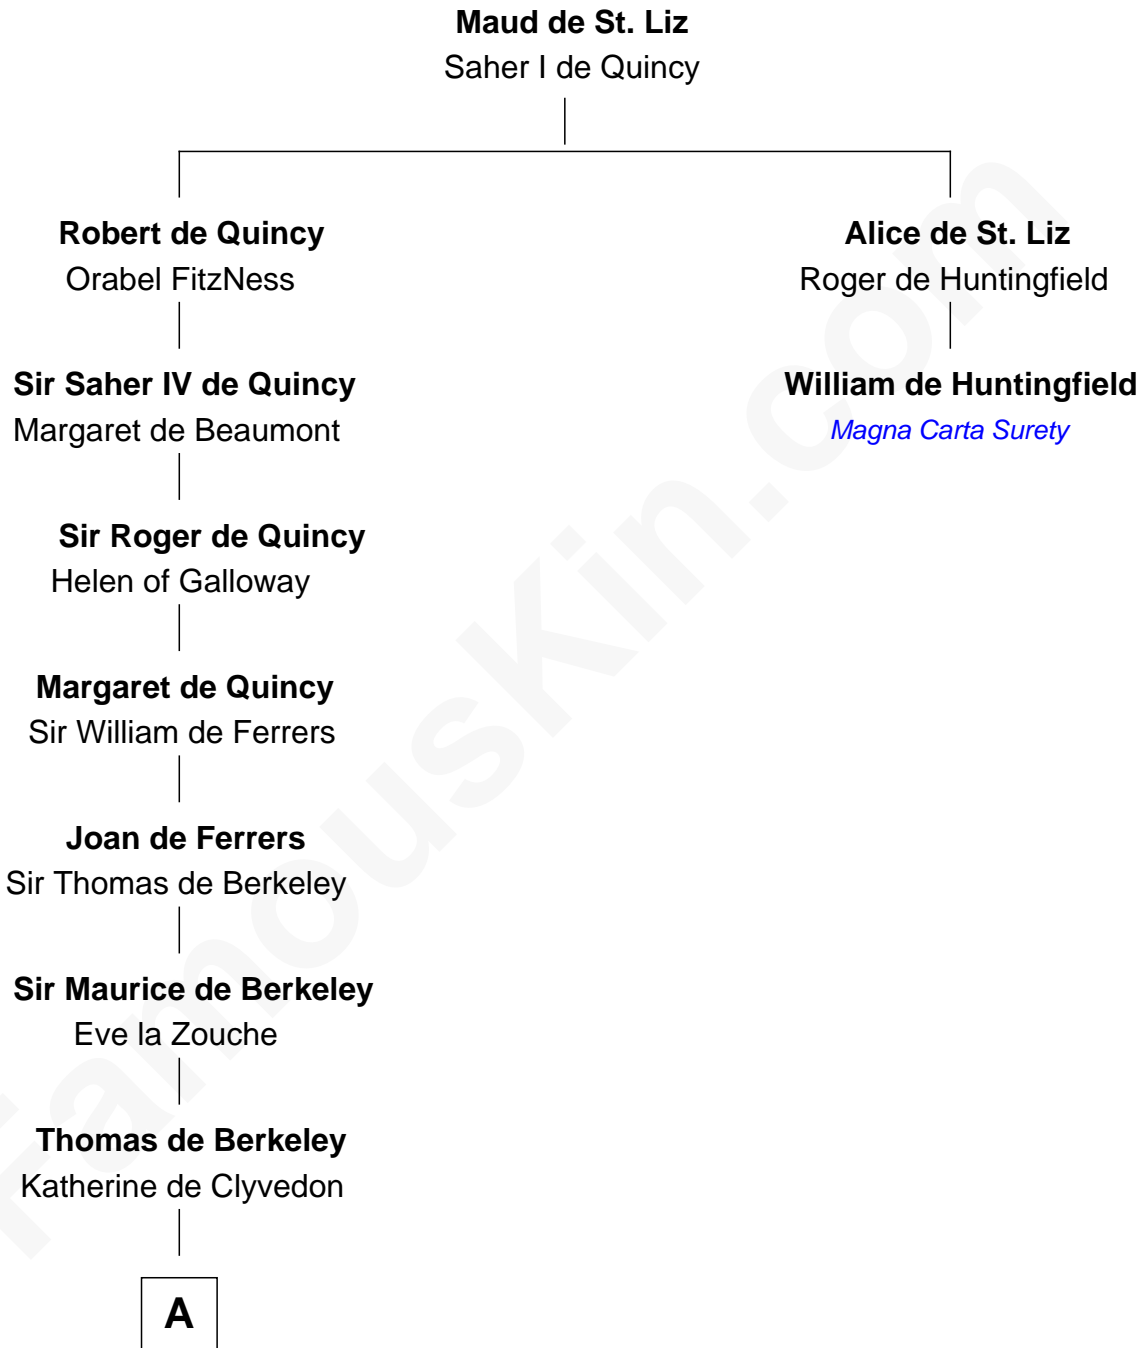 Maud de St. Liz
Saher I de Quincy
Robert de Quincy
Orabel FitzNess
Alice de St. Liz
Roger de Huntingfield
Sir Saher IV de Quincy
Margaret de Beaumont
William de Huntingfield
Magna Carta Surety
Sir Roger de Quincy
Helen of Galloway
Margaret de Quincy
Sir William de Ferrers
Joan de Ferrers
Sir Thomas de Berkeley
Sir Maurice de Berkeley
Eve la Zouche
Thomas de Berkeley
Katherine de Clyvedon
A
FamousKin.com